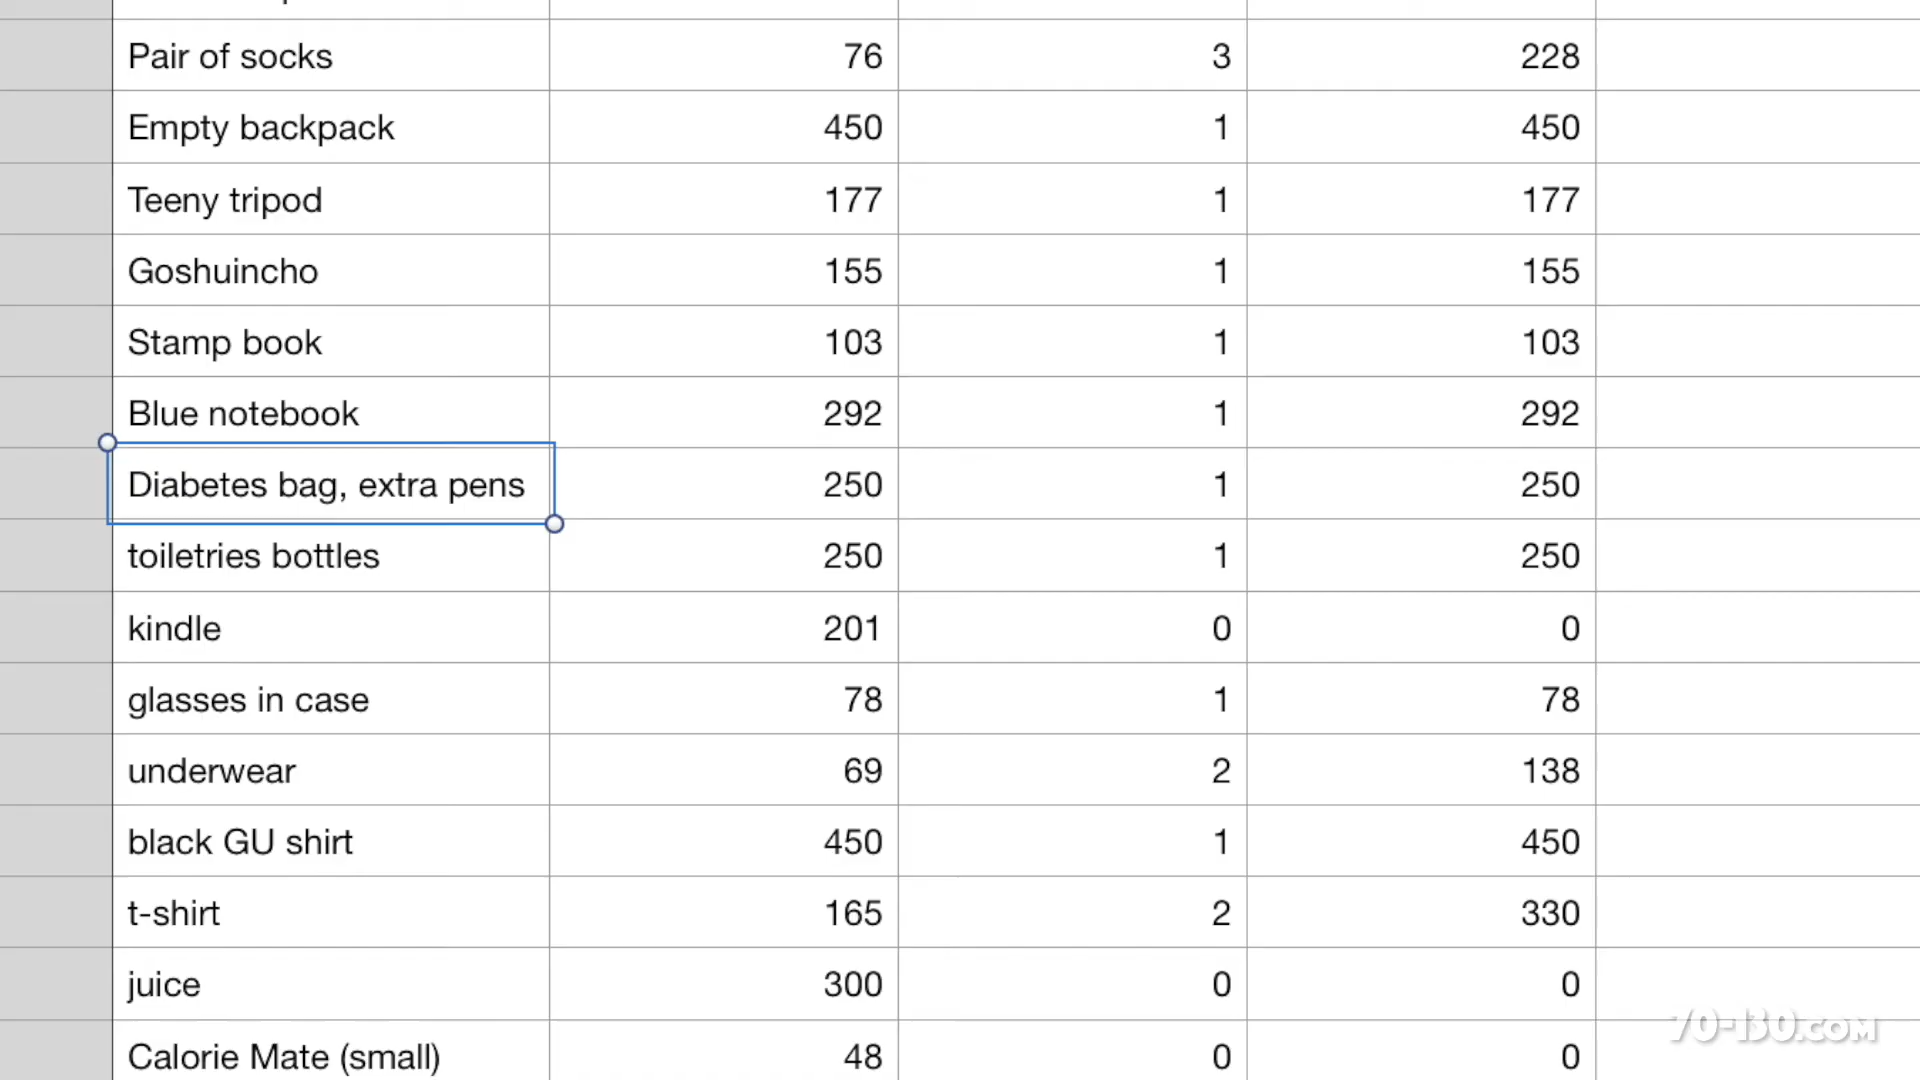 Pair of socks 76 3 228
Empty backpack 450 1 450
Teeny tripod 177 1 177
Goshuincho 155 1 155
Stamp book 103 1 103
Blue notebook 292 1 292
Diabetes bag, extra pens 250 1 250
toiletries bottles 250 1 250
kindle 201 0 0
glasses in case 78 1 78
underwear 69 2 138
black GU shirt 450 1 450
t-shirt 165 2 330
juice 300 0 0
Calorie Mate (small) 48 0 0
70-130.COM